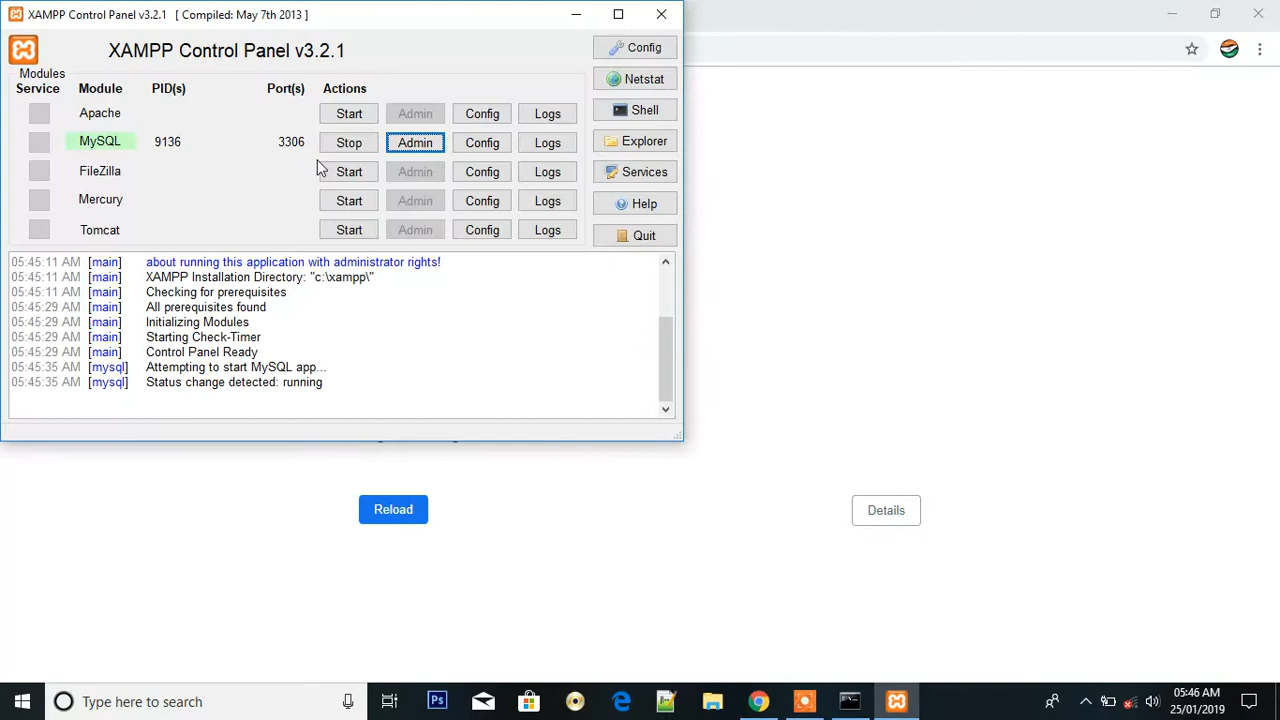 XAMPP Control Panel v3.2.1 [ Compiled: May 7th 2013 ]
XAMPP Control Panel v3.2.1
Config
Modules
Service Module PID(s) Port(s) Actions
Netstat
Apache Start Admin Config Logs
Shell
MySQL 9136 3306 Stop Admin Config Logs
Explorer
FileZilla Start Admin Config Logs
Services
Mercury Start Admin Config Logs
Help
Tomcat Start Admin Config Logs
Quit
05:45:11 AM [main] about running this application with administrator rights!
05:45:11 AM [main] XAMPP Installation Directory: "c:\xampp\"
05:45:11 AM [main] Checking for prerequisites
05:45:29 AM [main] All prerequisites found
05:45:29 AM [main] Initializing Modules
05:45:29 AM [main] Starting Check-Timer
05:45:29 AM [main] Control Panel Ready
05:45:35 AM [mysql] Attempting to start MySQL app...
05:45:35 AM [mysql] Status change detected: running
Reload
Details
Type here to search
Ps
05:46 AM
25/01/2019